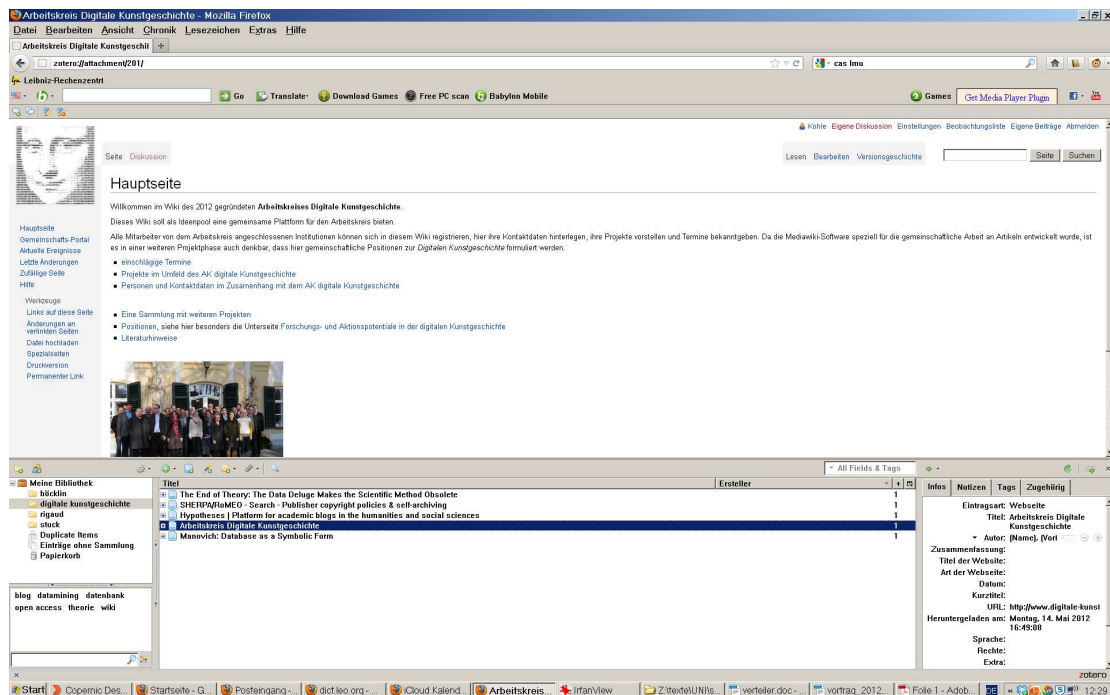 Arbeitskreis Digitale Kunstgeschichte - Mozilla Firefox
Datei Bearbeiten Ansicht Chronik Lesezeichen Extras Hilfe
Arbeitskreis Digitale Kunstgeschil
zotero://attachment/201/
cas lmu
Leibniz-Rechenzentri
Go Translate Download Games Free PC scan Babylon Mobile
Games Get Media Player Plugin
Kohle Eigene Diskussion Einstellungen Beobachtungsliste Eigene Beiträge Abmelden
Seite Diskussion
Lesen Bearbeiten Versionsgeschichte
Seite Suchen
Hauptseite
Willkommen im Wiki des 2012 gegründeten Arbeitskreises Digitale Kunstgeschichte.
Dieses Wiki soll als Ideenpool eine gemeinsame Plattform für den Arbeitskreis bieten.
Alle Mitarbeiter von dem Arbeitskreis angeschlossenen Institutionen können sich in diesem Wiki registrieren, hier ihre Kontaktdaten hinterlegen, ihre Projekte vorstellen und Termine bekanntgeben. Da die Mediawiki-Software speziell für die gemeinschaftliche Arbeit an Artikeln entwickelt wurde, ist
es in einer weiteren Projektphase auch denkbar, dass hier gemeinschaftliche Positionen zur Digitalen Kunstgeschichte formuliert werden.
einschlägige Termine
Projekte im Umfeld des AK digitale Kunstgeschichte
Personen und Kontaktdaten im Zusamenhang mit dem AK digitale Kunstgeschichte
Eine Sammlung mit weiteren Projekten
Positionen, siehe hier besonders die Unterseite Forschungs- und Aktionspotentiale in der digitalen Kunstgeschichte
Literaturhinweise
Hauptseite
Gemeinschafts-Portal
Aktuelle Ereignisse
Letzte Änderungen
Zufällige Seite
Hilfe
Werkzeuge
Links auf diese Seite
Änderungen an
verlinkten Seiten
Datei hochladen
Spezialseiten
Druckversion
Permanenter Link
All Fields & Tags
Meine Bibliothek
böcklin
digitale kunstgeschichte
rigaud
stuck
Duplicate Items
Einträge ohne Sammlung
Papierkorb
blog datamining datenbank
open access theorie wiki
Titel Ersteller
The End of Theory: The Data Deluge Makes the Scientific Method Obsolete 1
SHERPA/RoMEO - Search - Publisher copyright policies & self-archiving 1
Hypotheses | Platform for academic blogs in the humanities and social sciences 1
Arbeitskreis Digitale Kunstgeschichte 1
Manovich: Database as a Symbolic Form 1
Infos Notizen Tags Zugehörig
Eintragsart: Webseite
Titel: Arbeitskreis Digitale
Kunstgeschichte
Autor: (Name), (Vorl
Zusammenfassung:
Titel der Website:
Art der Webseite:
Datum:
Kurztitel:
URL: http://www.digitale-kunst
Heruntergeladen am: Montag, 14. Mai 2012
16:49:08
Sprache:
Rechte:
Extra:
zotero
Start Copernic Des... Startseite - G... Posteingang -... dict.leo.org -... iCloud Kalend... Arbeitskreis... IrfanView Z:\texte\UNI\s... verteiler.doc -... vortrag_2012... Folie 1 - Adob... DE 12:29